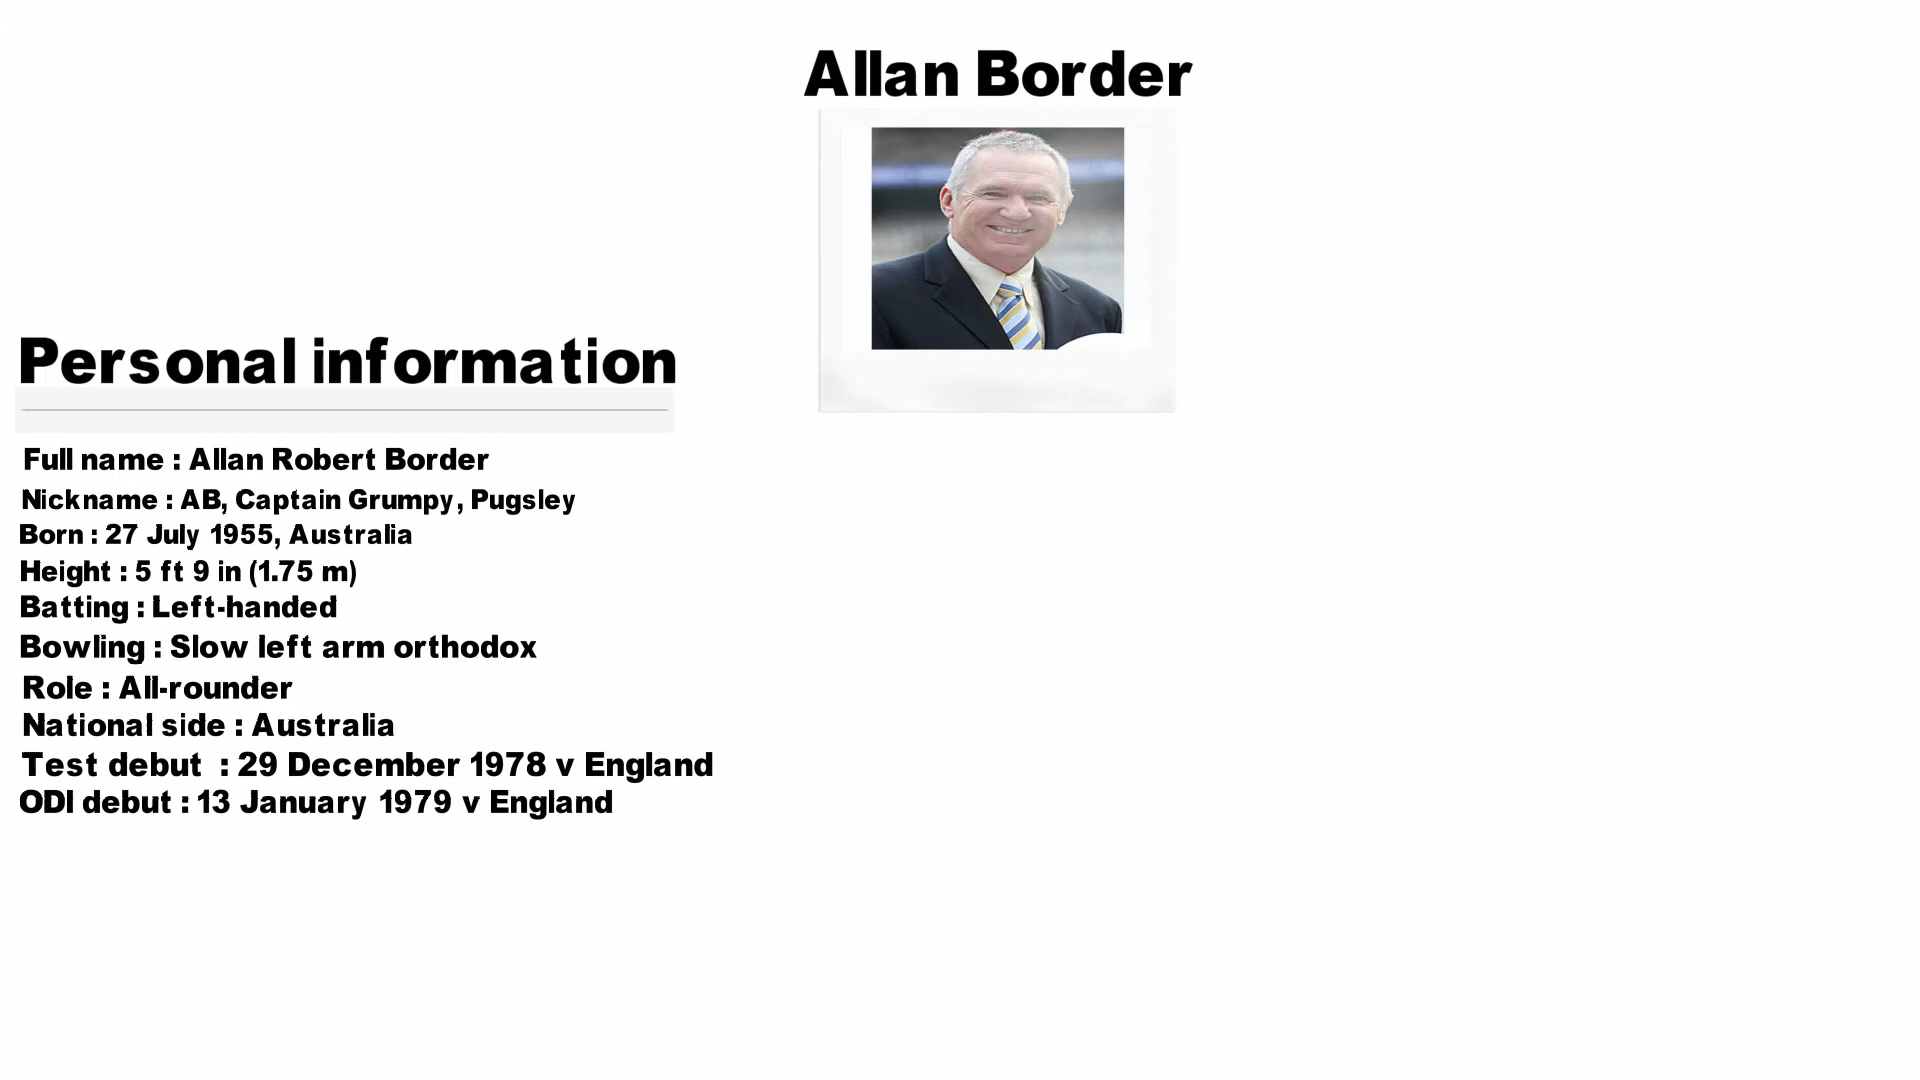 Allan Border
Personal information
Full name : Allan Robert Border
Nickname : AB, Captain Grumpy, Pugsley
Born : 27 July 1955, Australia
Height : 5 ft 9 in (1.75 m)
Batting : Left-handed
Bowling : Slow left arm orthodox
Role : All-rounder
National side : Australia
Test debut : 29 December 1978 v England
ODI debut : 13 January 1979 v England